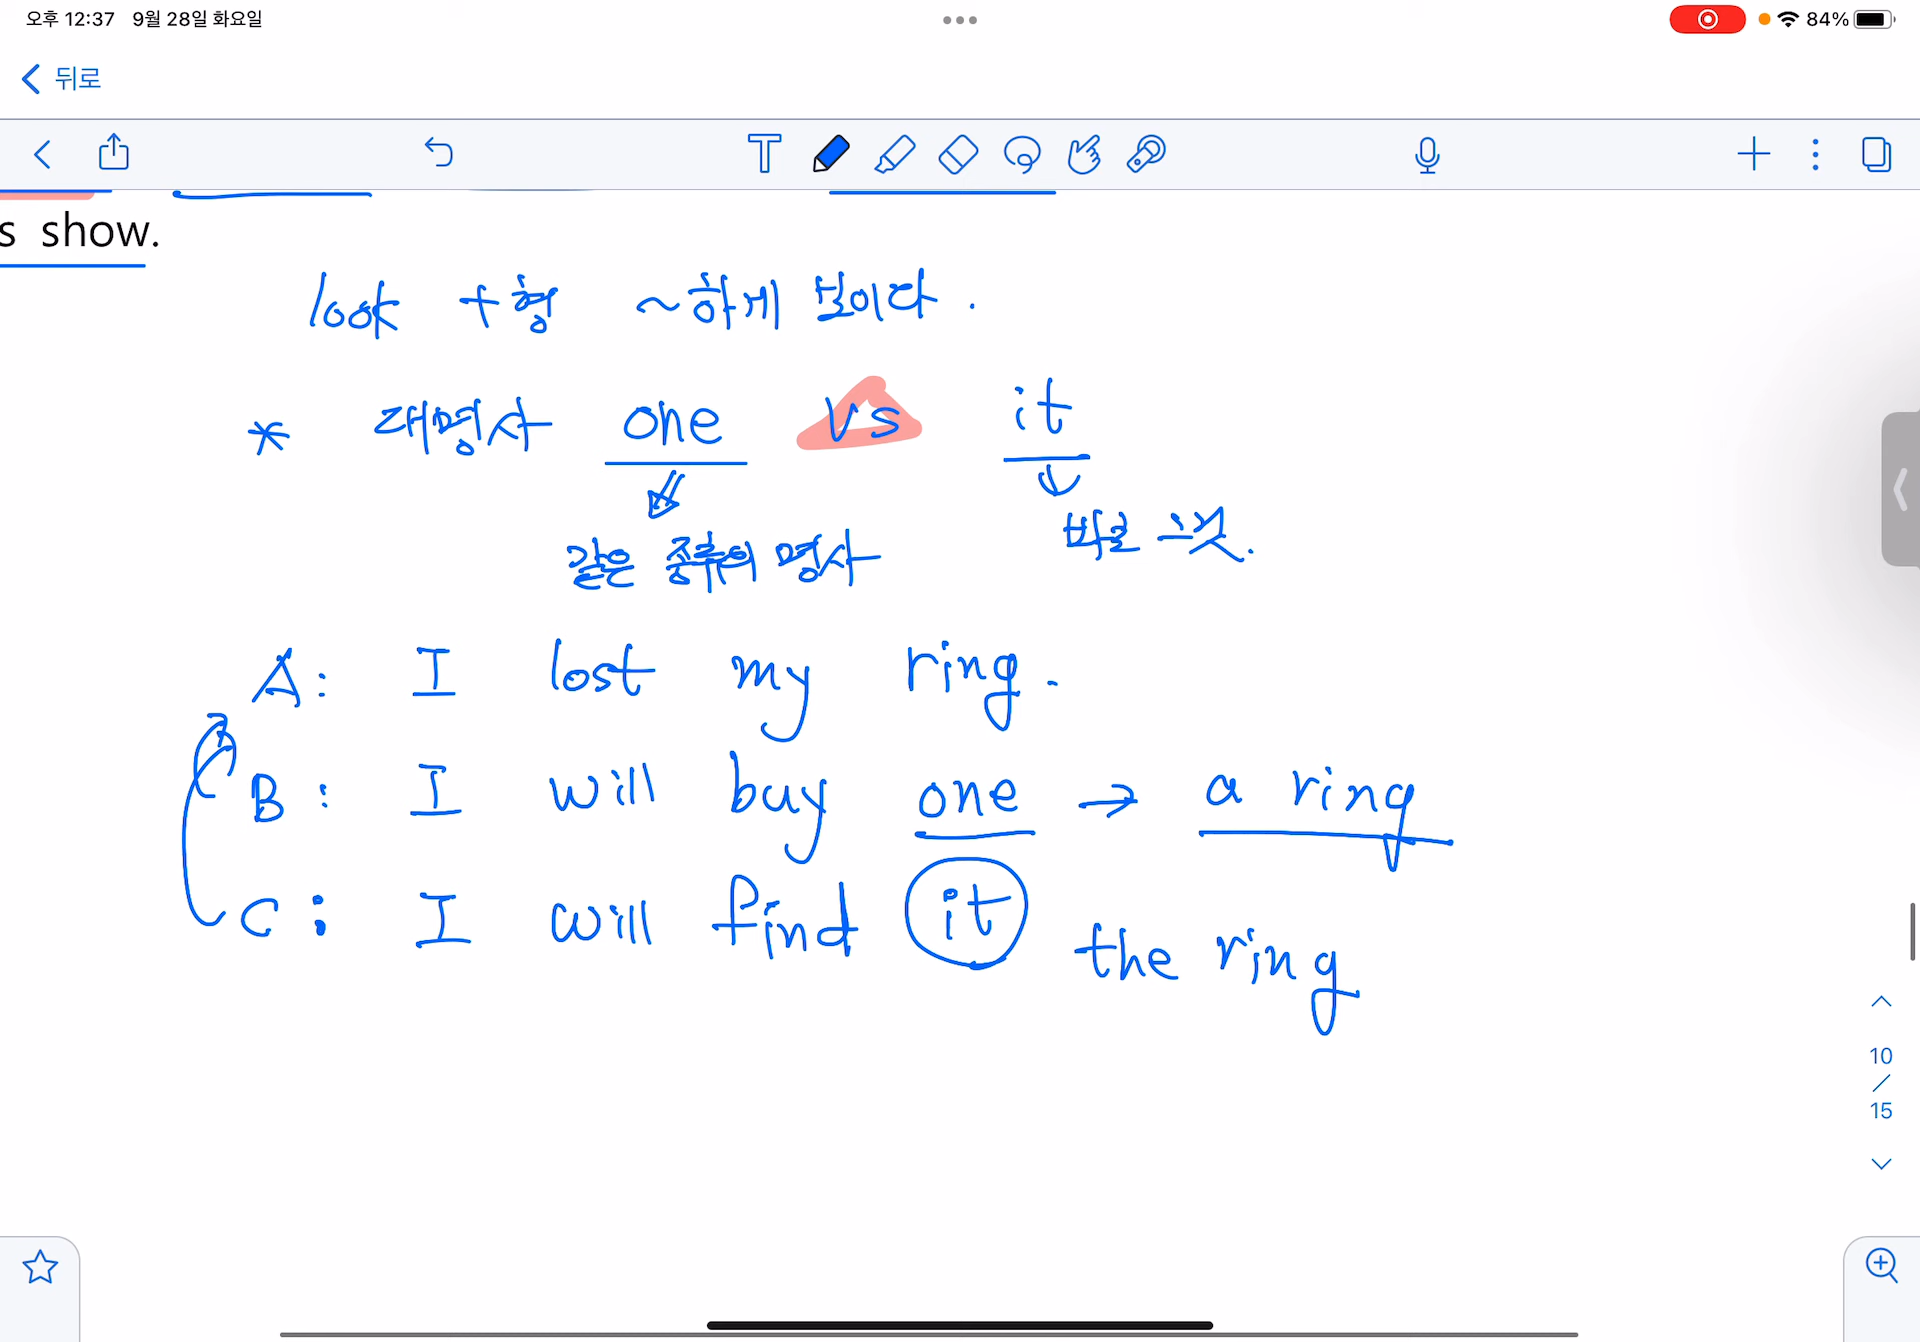 오후 12:37 9월 28일 화요일
84%
뒤로
s show.
look +형 ~하게 보이다.
* 대명사 one vs it
같은 종류의 명사
바로 그것.
A: I lost my ring.
B: I will buy one → a ring
C: I will find it the ring
10
/
15